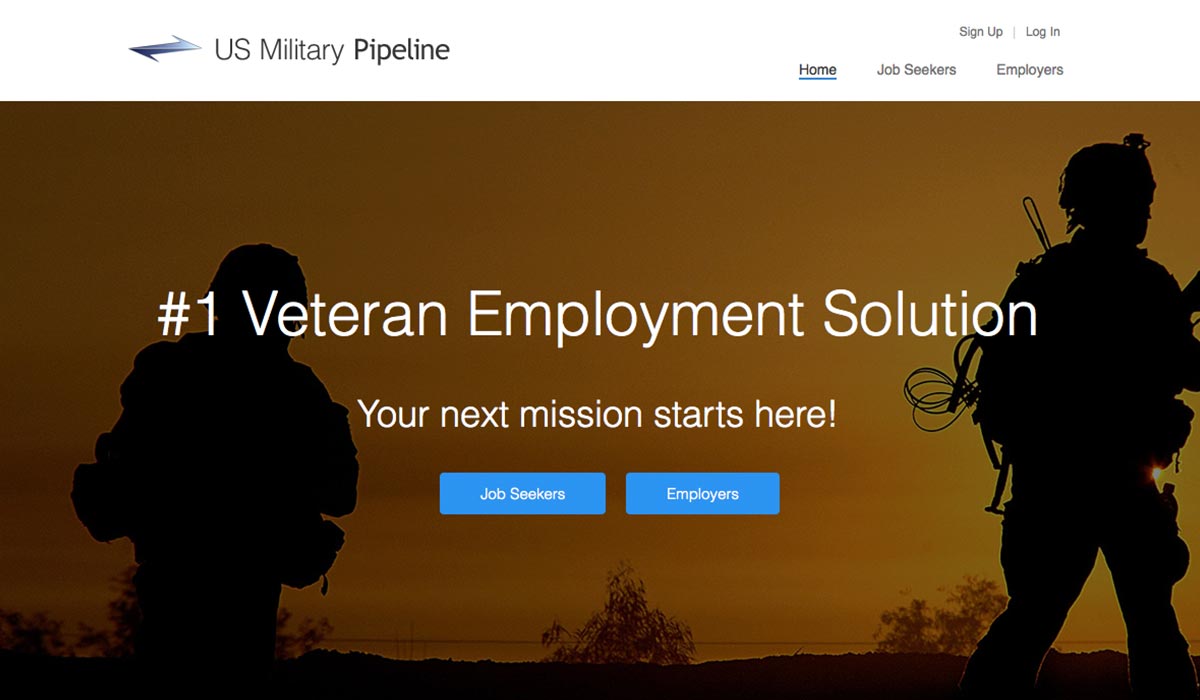 US Military Pipeline
Sign Up | Log In
Home Job Seekers Employers
#1 Veteran Employment Solution
Your next mission starts here!
Job Seekers Employers